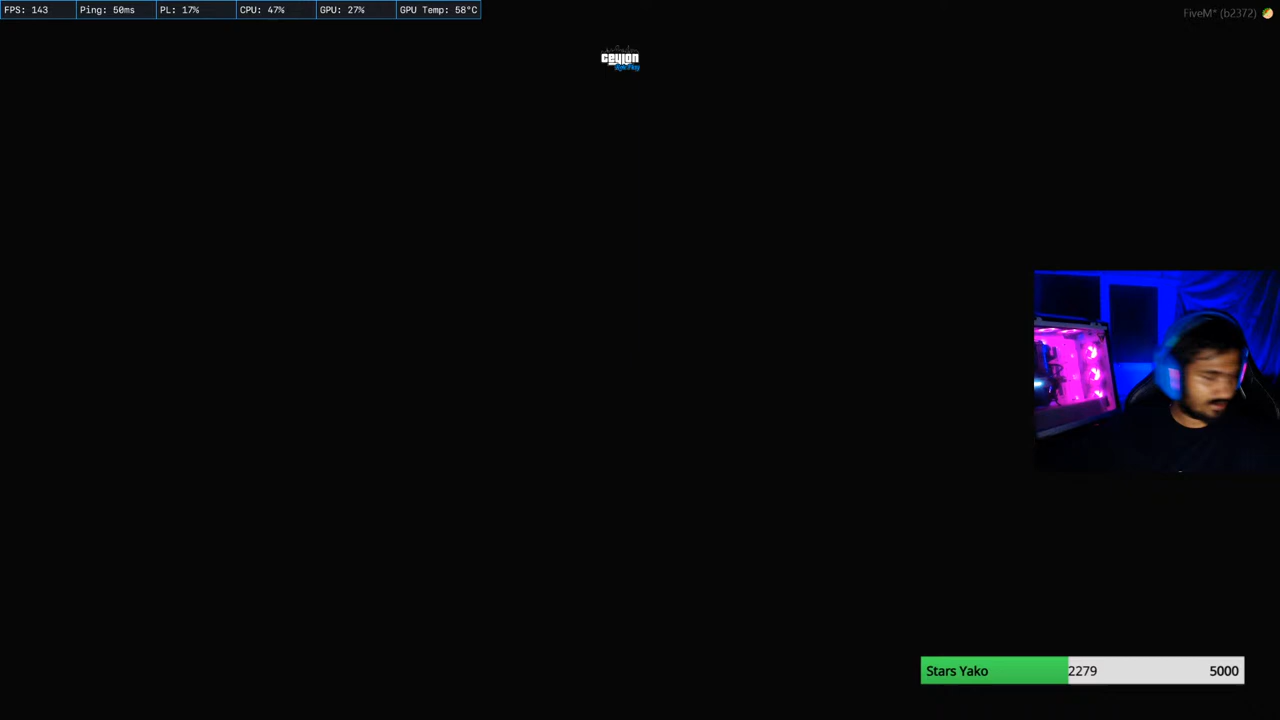 FPS: 143 Ping: 50ms PL: 17% CPU: 47% GPU: 27% GPU Temp: 58°C
FiveM* (b2372)
CEYLON
Stars Yako 2279 5000